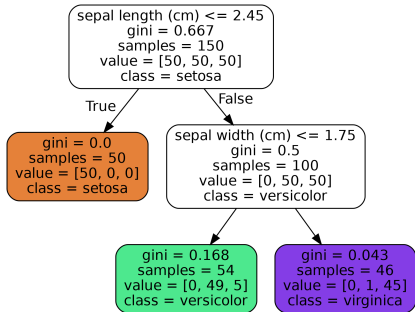 sepal length (cm) <= 2.45
gini = 0.667
samples = 150
value = [50, 50, 50]
class = setosa
True
False
gini = 0.0
samples = 50
value = [50, 0, 0]
class = setosa
sepal width (cm) <= 1.75
gini = 0.5
samples = 100
value = [0, 50, 50]
class = versicolor
gini = 0.168
samples = 54
value = [0, 49, 5]
class = versicolor
gini = 0.043
samples = 46
value = [0, 1, 45]
class = virginica